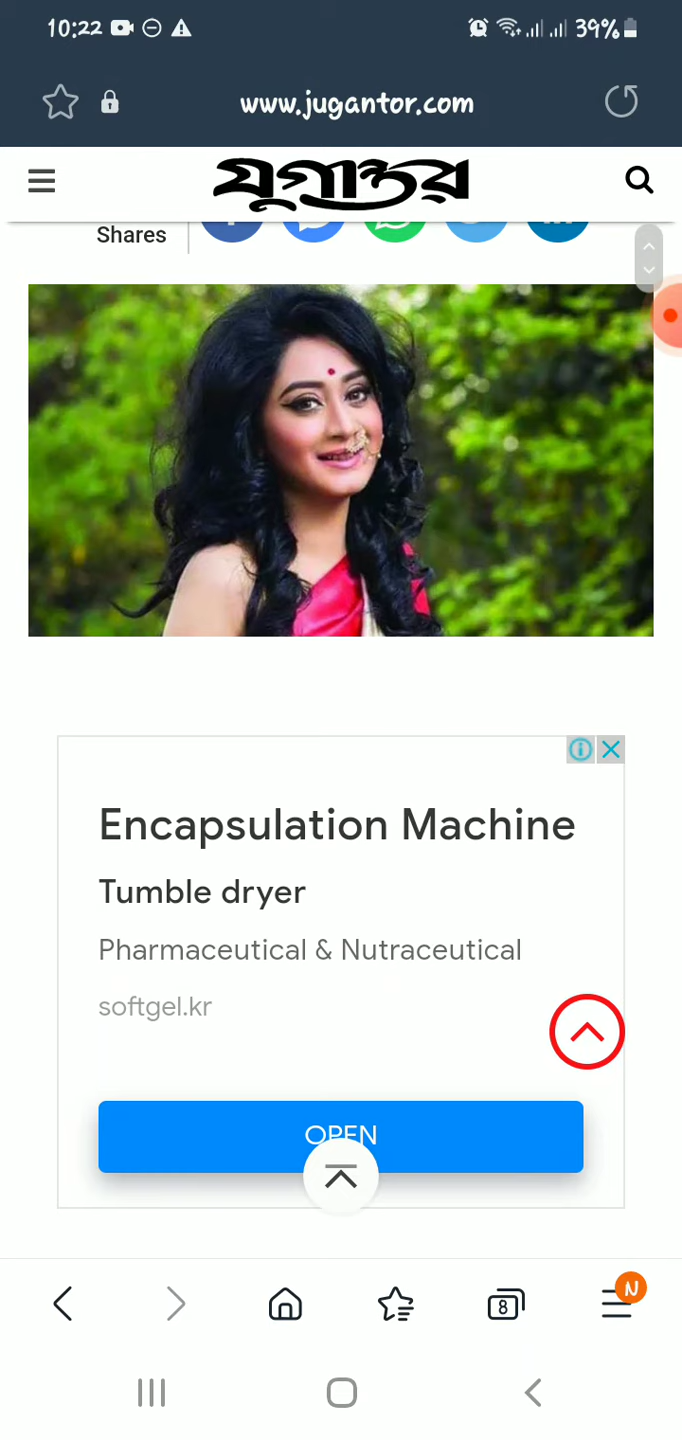 10:22
39%
www.jugantor.com
যুগান্তর
Shares
Encapsulation Machine
Tumble dryer
Pharmaceutical & Nutraceutical
softgel.kr
OPEN
8
N